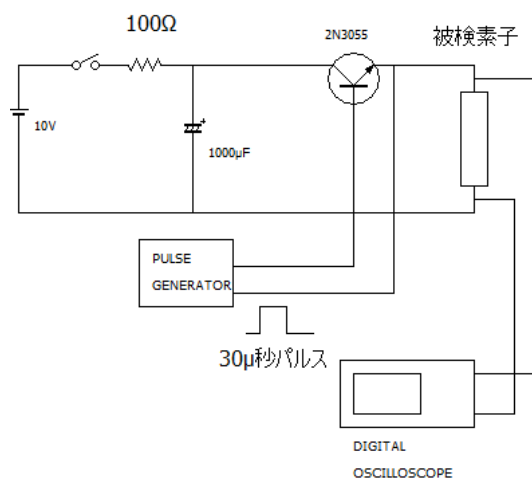 100Ω
2N3055
被検素子
10V
+
1000μF
PULSE
GENERATOR
30μ秒パルス
DIGITAL
OSCILLOSCOPE